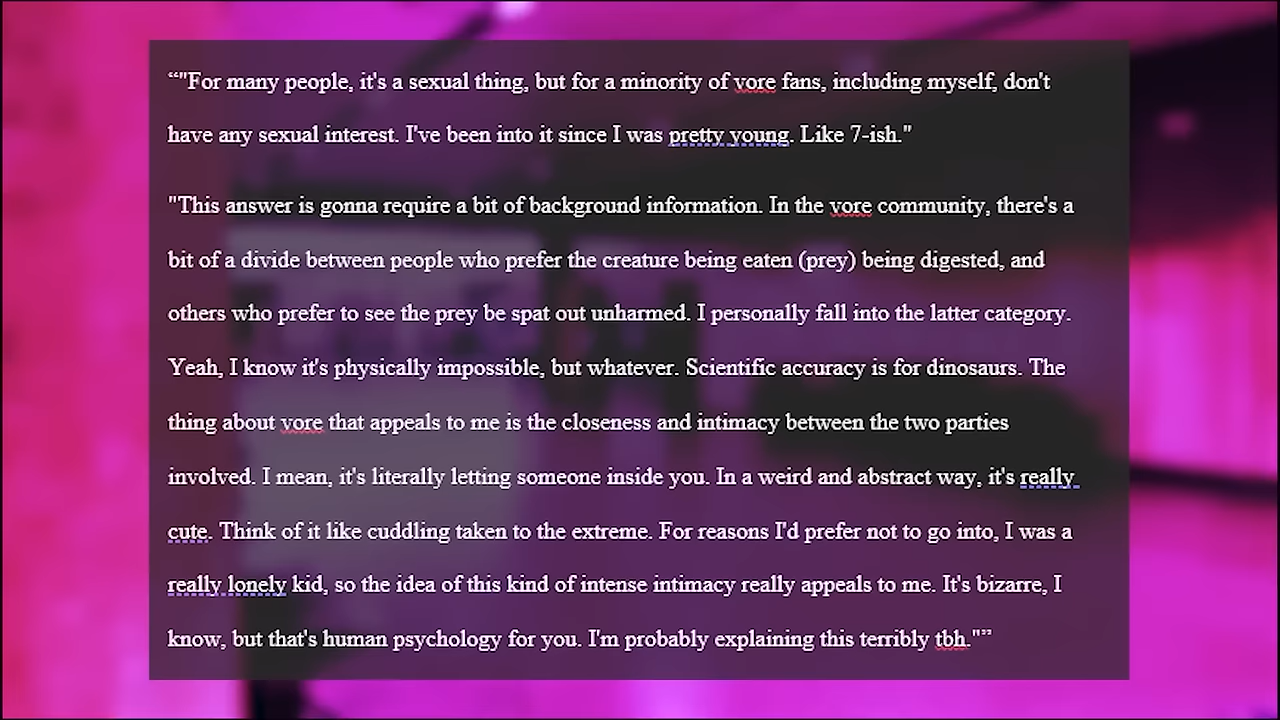 “"For many people, it's a sexual thing, but for a minority of vore fans, including myself, don't
have any sexual interest. I've been into it since I was pretty young. Like 7-ish."
"This answer is gonna require a bit of background information. In the vore community, there's a
bit of a divide between people who prefer the creature being eaten (prey) being digested, and
others who prefer to see the prey be spat out unharmed. I personally fall into the latter category.
Yeah, I know it's physically impossible, but whatever. Scientific accuracy is for dinosaurs. The
thing about vore that appeals to me is the closeness and intimacy between the two parties
involved. I mean, it's literally letting someone inside you. In a weird and abstract way, it's really
cute. Think of it like cuddling taken to the extreme. For reasons I'd prefer not to go into, I was a
really lonely kid, so the idea of this kind of intense intimacy really appeals to me. It's bizarre, I
know, but that's human psychology for you. I'm probably explaining this terribly tbh."”